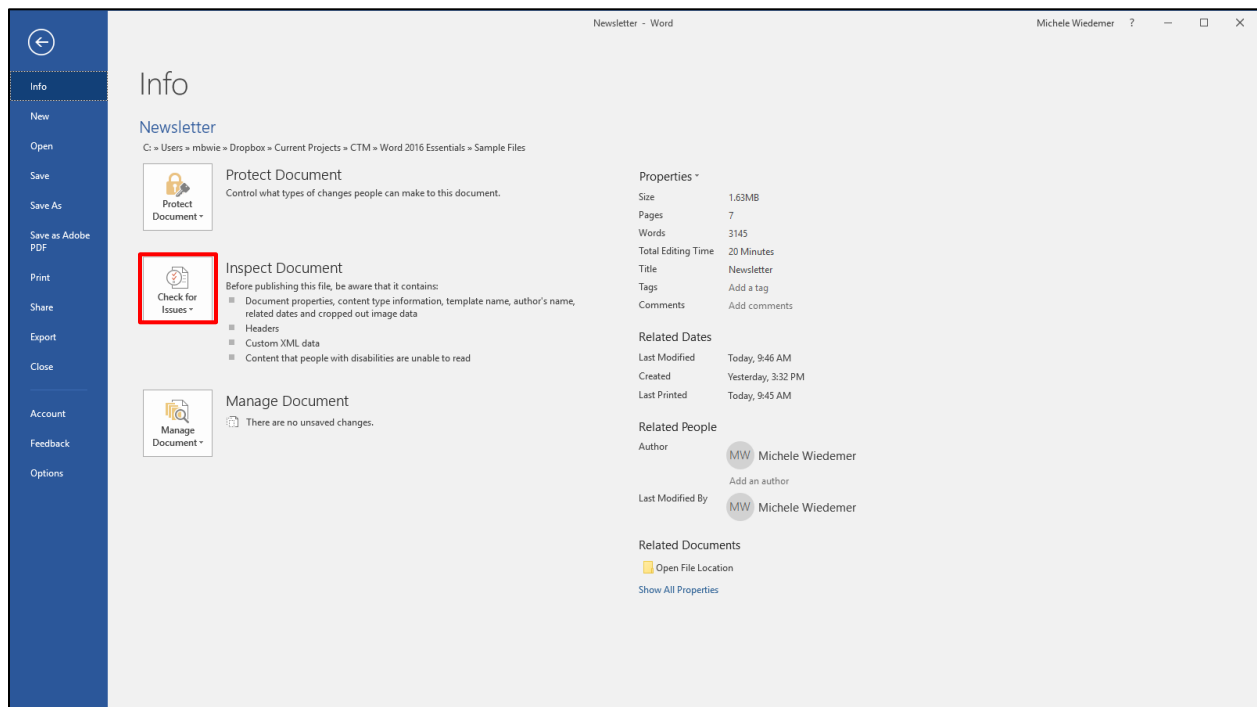 Newsletter - Word
Michele Wiedemer ?
Info
New
Open
Save
Save As
Save as Adobe
PDF
Print
Share
Export
Close
Account
Feedback
Options
Info
Newsletter
C: » Users » mbwie » Dropbox » Current Projects » CTM » Word 2016 Essentials » Sample Files
Protect
Document
Protect Document
Control what types of changes people can make to this document.
Check for
Issues
Inspect Document
Before publishing this file, be aware that it contains:
Document properties, content type information, template name, author's name,
related dates and cropped out image data
Headers
Custom XML data
Content that people with disabilities are unable to read
Manage
Document
Manage Document
There are no unsaved changes.
Properties
Size 1.63MB
Pages 7
Words 3145
Total Editing Time 20 Minutes
Title Newsletter
Tags Add a tag
Comments Add comments
Related Dates
Last Modified Today, 9:46 AM
Created Yesterday, 3:32 PM
Last Printed Today, 9:45 AM
Related People
Author MW Michele Wiedemer
Add an author
Last Modified By MW Michele Wiedemer
Related Documents
Open File Location
Show All Properties